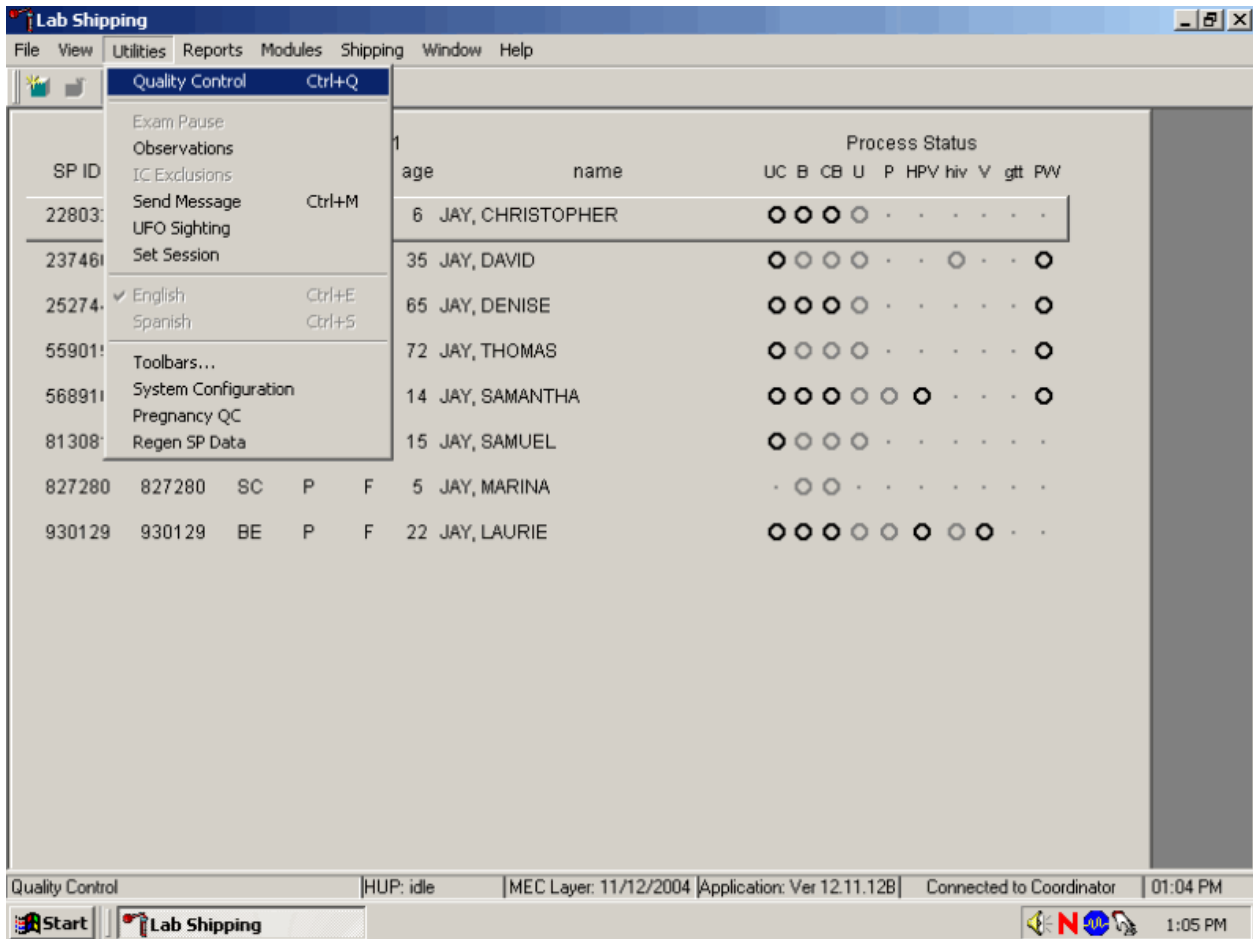 Lab Shipping
File View Utilities Reports Modules Shipping Window Help
Quality Control Ctrl+Q
Exam Pause
Observations
IC Exclusions
Send Message Ctrl+M
UFO Sighting
Set Session
English Ctrl+E
Spanish Ctrl+S
Toolbars...
System Configuration
Pregnancy QC
Regen SP Data
Process Status
SP ID age name UC B CB U P HPV hiv V gtt PW
6 JAY, CHRISTOPHER
35 JAY, DAVID
65 JAY, DENISE
72 JAY, THOMAS
14 JAY, SAMANTHA
15 JAY, SAMUEL
827280 827280 SC P F 5 JAY, MARINA
930129 930129 BE P F 22 JAY, LAURIE
Quality Control HUP: idle MEC Layer: 11/12/2004 Application: Ver 12.11.12B Connected to Coordinator 01:04 PM
Start Lab Shipping N 1:05 PM